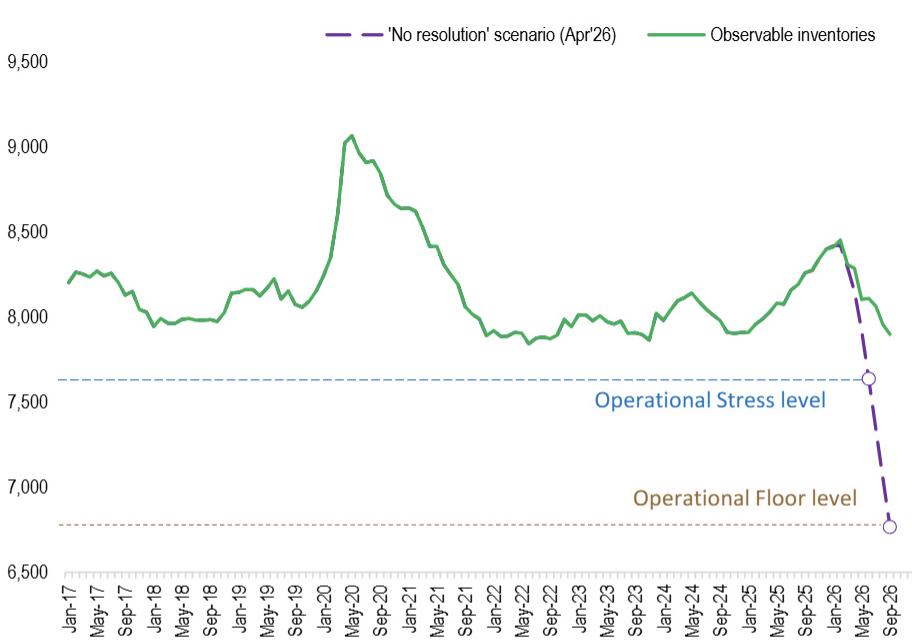 'No resolution' scenario (Apr'26)
Observable inventories
9,500
9,000
8,500
8,000
7,500
7,000
6,500
Operational Stress level
Operational Floor level
Jan-17
May-17
Sep-17
Jan-18
May-18
Sep-18
Jan-19
May-19
Sep-19
Jan-20
May-20
Sep-20
Jan-21
May-21
Sep-21
Jan-22
May-22
Sep-22
Jan-23
May-23
Sep-23
Jan-24
May-24
Sep-24
Jan-25
May-25
Sep-25
Jan-26
May-26
Sep-26